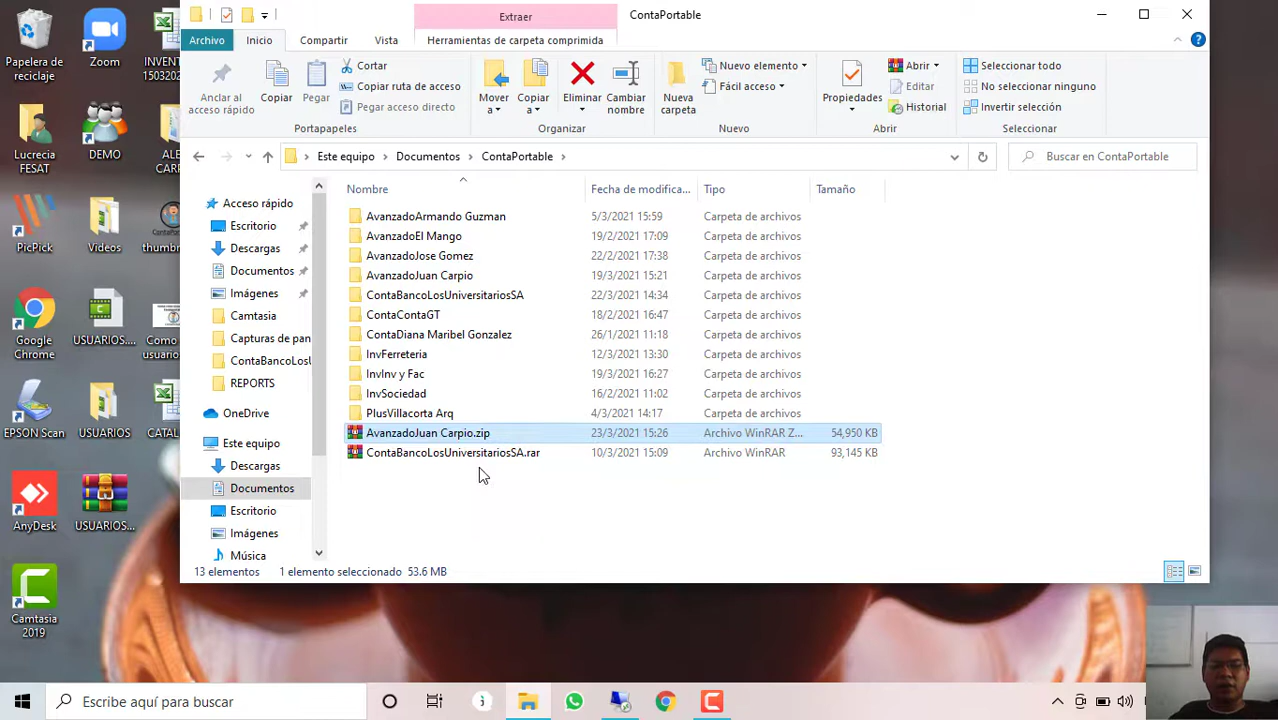 Extraer
ContaPortable
Archivo
Inicio
Compartir
Vista
Herramientas de carpeta comprimida
Anclar al
acceso rápido
Copiar
Pegar
Cortar
Copiar ruta de acceso
Pegar acceso directo
Portapapeles
Mover
a
Copiar
a
Eliminar
Cambiar
nombre
Organizar
Nueva
carpeta
Nuevo elemento
Fácil acceso
Nuevo
Propiedades
Abrir
Editar
Historial
Abrir
Seleccionar todo
No seleccionar ninguno
Invertir selección
Seleccionar
Este equipo
Documentos
ContaPortable
Buscar en ContaPortable
Acceso rápido
Escritorio
Descargas
Documentos
Imágenes
Camtasia
Capturas de pan
ContaBancoLosU
REPORTS
OneDrive
Este equipo
Descargas
Documentos
Escritorio
Imágenes
Música
Nombre Fecha de modifica... Tipo Tamaño
AvanzadoArmando Guzman 5/3/2021 15:59 Carpeta de archivos
AvanzadoEl Mango 19/2/2021 17:09 Carpeta de archivos
AvanzadoJose Gomez 22/2/2021 17:38 Carpeta de archivos
AvanzadoJuan Carpio 19/3/2021 15:21 Carpeta de archivos
ContaBancoLosUniversitariosSA 22/3/2021 14:34 Carpeta de archivos
ContaContaGT 18/2/2021 16:47 Carpeta de archivos
ContaDiana Maribel Gonzalez 26/1/2021 11:18 Carpeta de archivos
InvFerreteria 12/3/2021 13:30 Carpeta de archivos
InvInv y Fac 19/3/2021 16:27 Carpeta de archivos
InvSociedad 16/2/2021 11:02 Carpeta de archivos
PlusVillacorta Arq 4/3/2021 14:17 Carpeta de archivos
AvanzadoJuan Carpio.zip 23/3/2021 15:26 Archivo WinRAR Z... 54,950 KB
ContaBancoLosUniversitariosSA.rar 10/3/2021 15:09 Archivo WinRAR 93,145 KB
13 elementos 1 elemento seleccionado 53.6 MB
Papelera de
reciclaje
Zoom
INVENT
1503202
Lucrecia
FESAT
DEMO
ALE
CARP
PicPick
Videos
thumb
Google
Chrome
USUARIOS....
Como
usuario
EPSON Scan
USUARIOS
CATAL
AnyDesk
USUARIOS...
Camtasia
2019
Escribe aquí para buscar